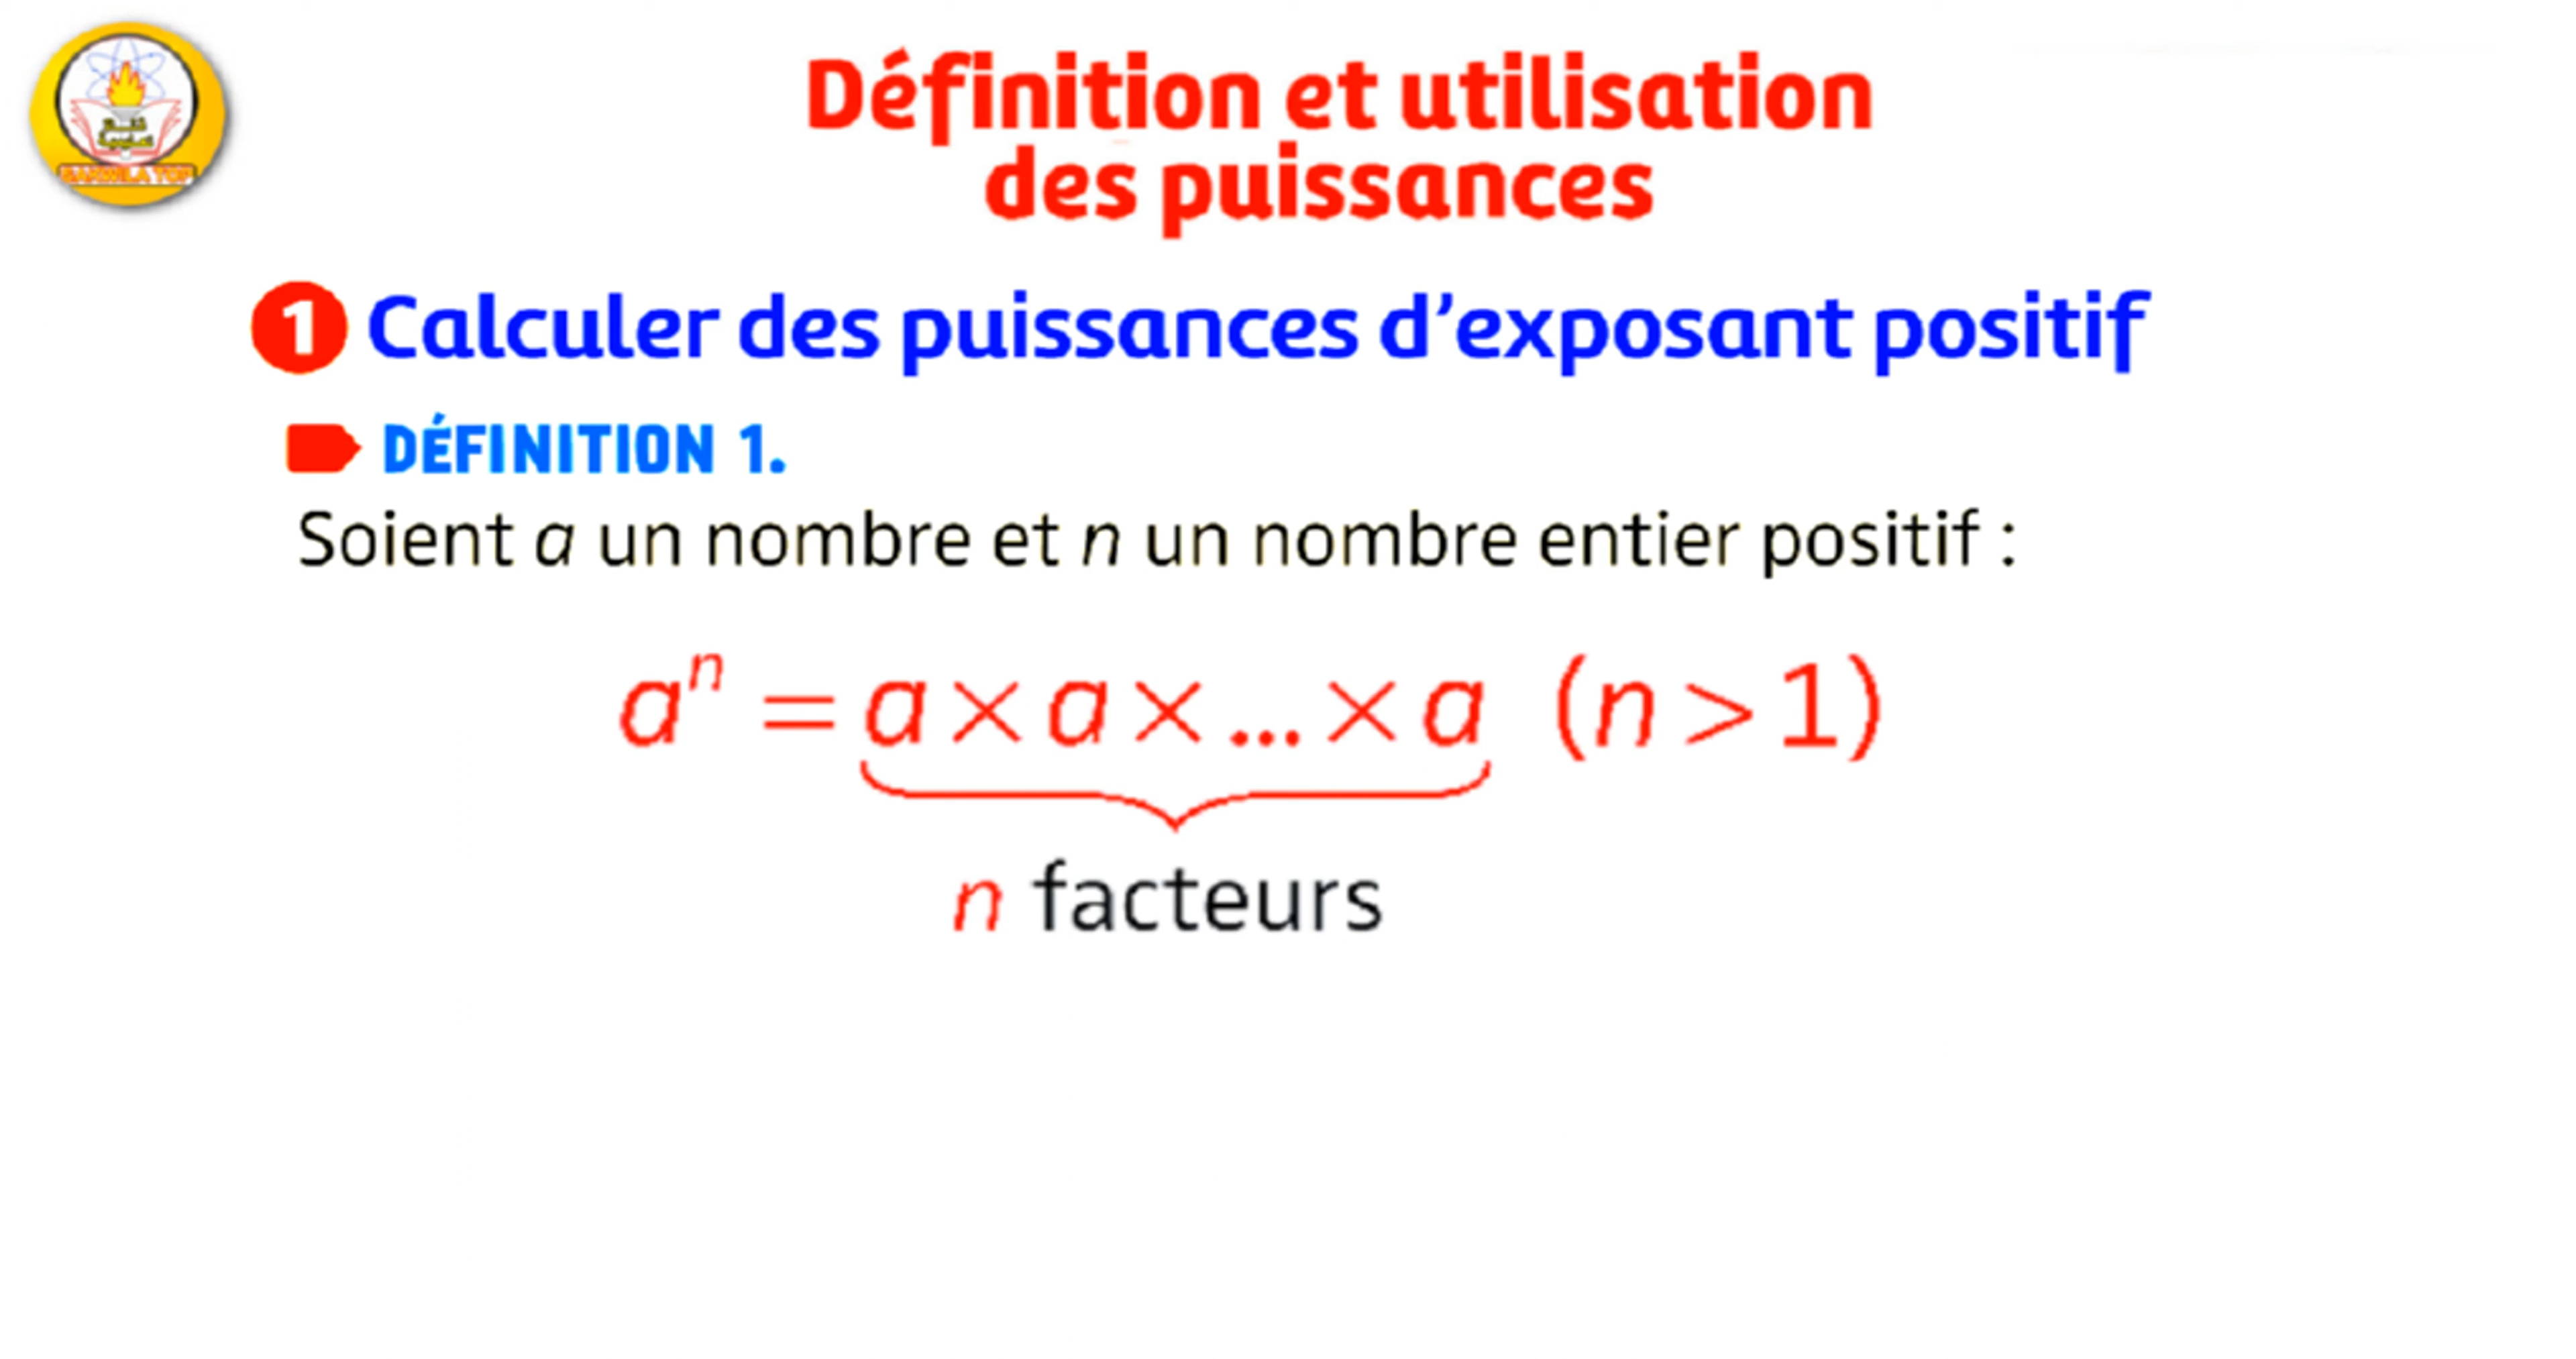 Définition et utilisation
des puissances
1 Calculer des puissances d’exposant positif
DÉFINITION 1.
Soient a un nombre et n un nombre entier positif :
aⁿ = a × a × ... × a (n > 1)
n facteurs